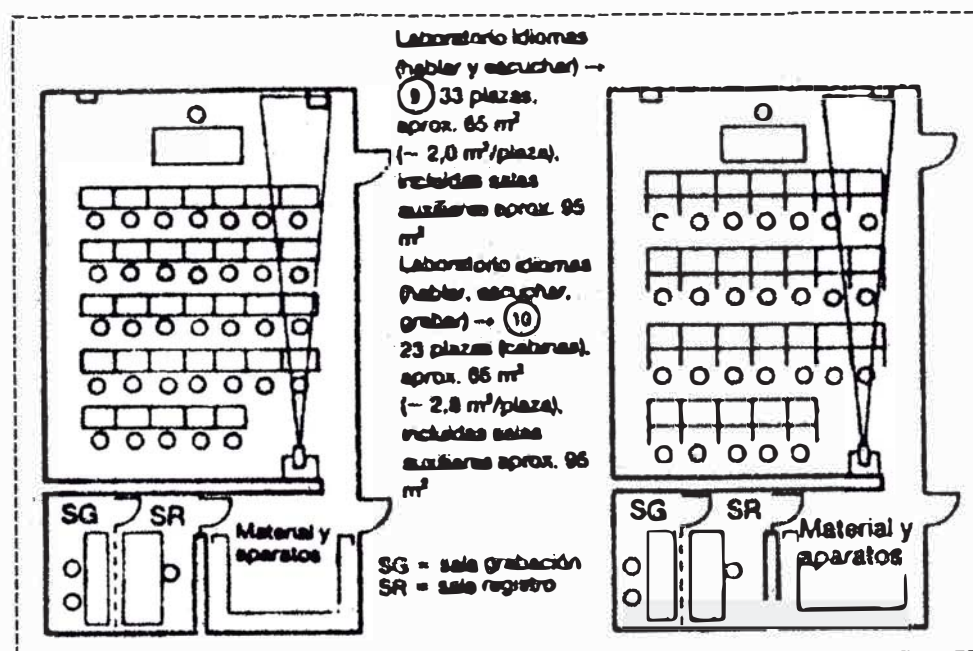 Laboratorio Idiomas
(hablar y escuchar) →
9 33 plazas,
aprox. 65 m²
(~ 2,0 m²/plaza),
incluidas salas
auxiliares aprox. 95
m²
Laboratorio idiomas
(hablar, escuchar,
grabar) → 10
23 plazas (cabinas),
aprox. 65 m²
(~ 2,8 m²/plaza),
incluidas salas
auxiliares aprox. 95
m²
SG = sala grabación
SR = sala registro
SG SR
Material y
aparatos
SG SR
Material y
aparatos